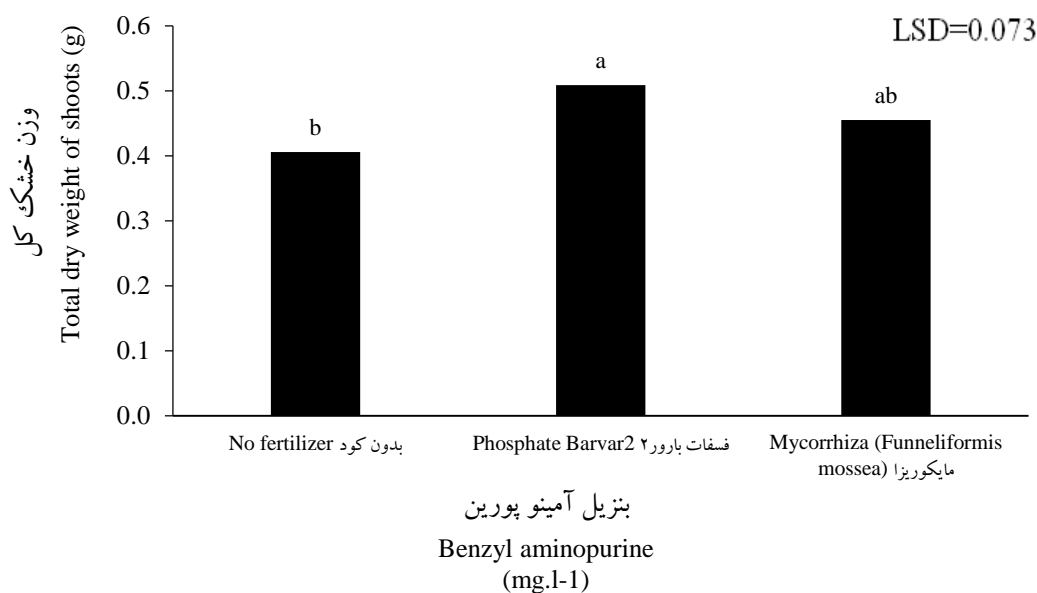 LSD=0.073
وزن خشک کل
Total dry weight of shoots (g)
0.6
0.5
0.4
0.3
0.2
0.1
0.0
b
a
ab
No fertilizer بدون کود
Phosphate Barvar2 فسفات بارور۲
Mycorrhiza (Funneliformis
mossea) مایکوریزا
بنزیل آمینو پورین
Benzyl aminopurine
(mg.l-1)